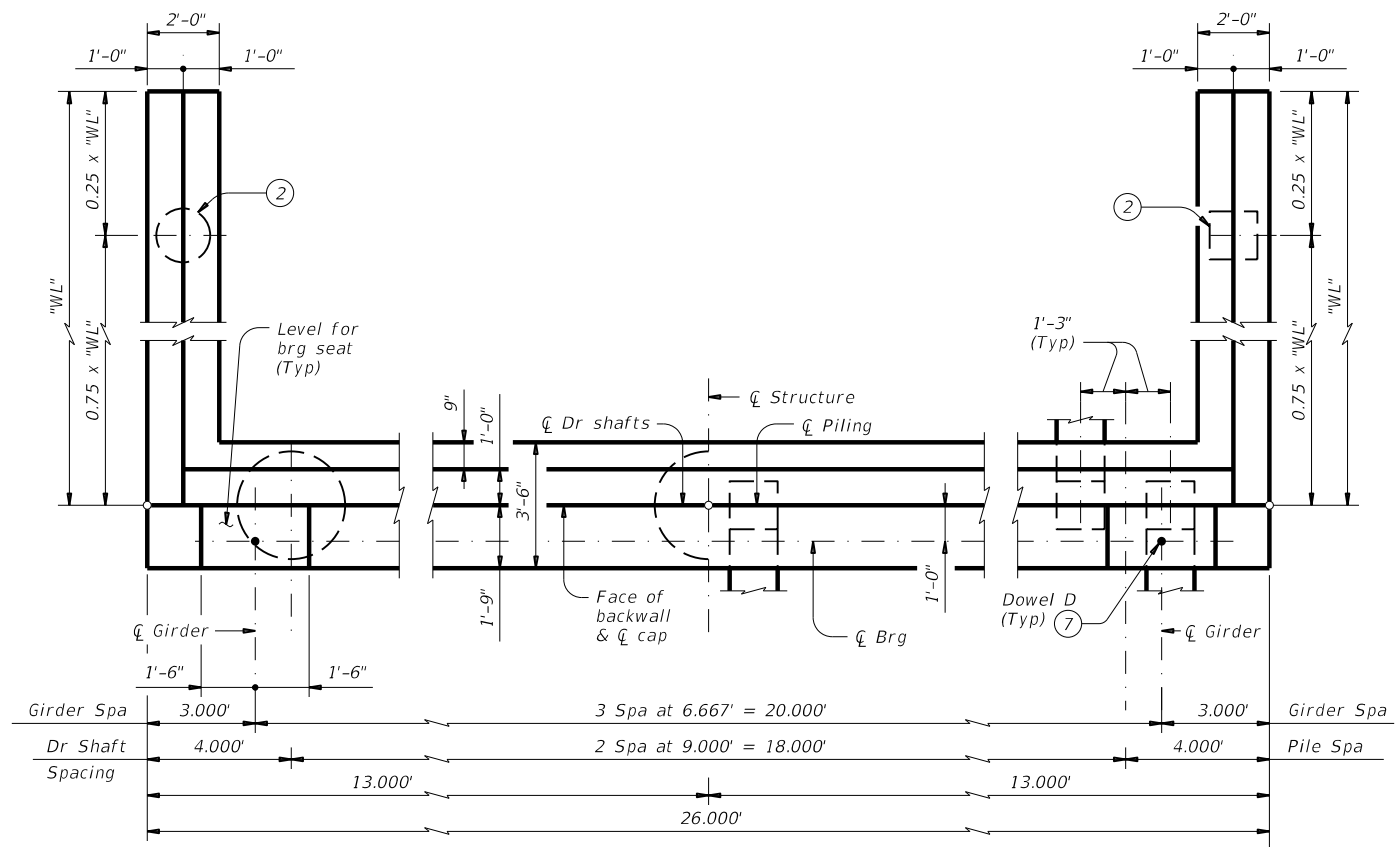 2'-0"
2'-0"
1'-0"
1'-0"
1'-0"
1'-0"
"WL"
0.25 x "WL"
0.75 x "WL"
2
2
0.25 x "WL"
0.75 x "WL"
"WL"
Level for
brg seat
(Typ)
1'-3"
(Typ)
9"
1'-0"
℄ Structure
℄ Dr shafts
℄ Piling
3'-6"
1'-9"
1'-0"
Face of
backwall
& ℄ cap
℄ Brg
Dowel D
(Typ) 7
℄ Girder
℄ Girder
1'-6"
1'-6"
Girder Spa
3.000'
3 Spa at 6.667' = 20.000'
3.000'
Girder Spa
Dr Shaft
Spacing
4.000'
2 Spa at 9.000' = 18.000'
4.000'
Pile Spa
13.000'
13.000'
26.000'